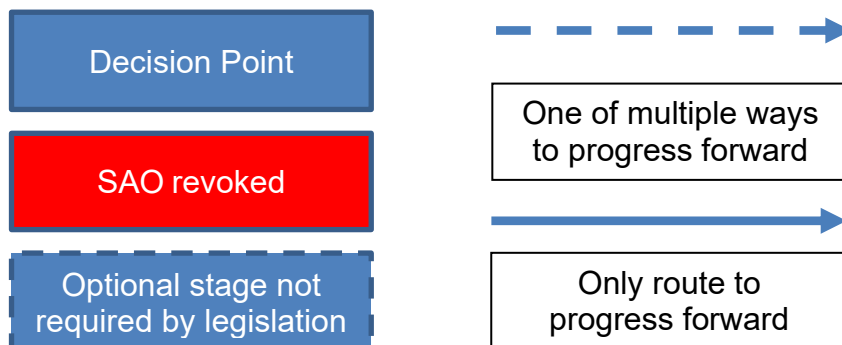 Decision Point
SAO revoked
Optional stage not
required by legislation
One of multiple ways
to progress forward
Only route to
progress forward